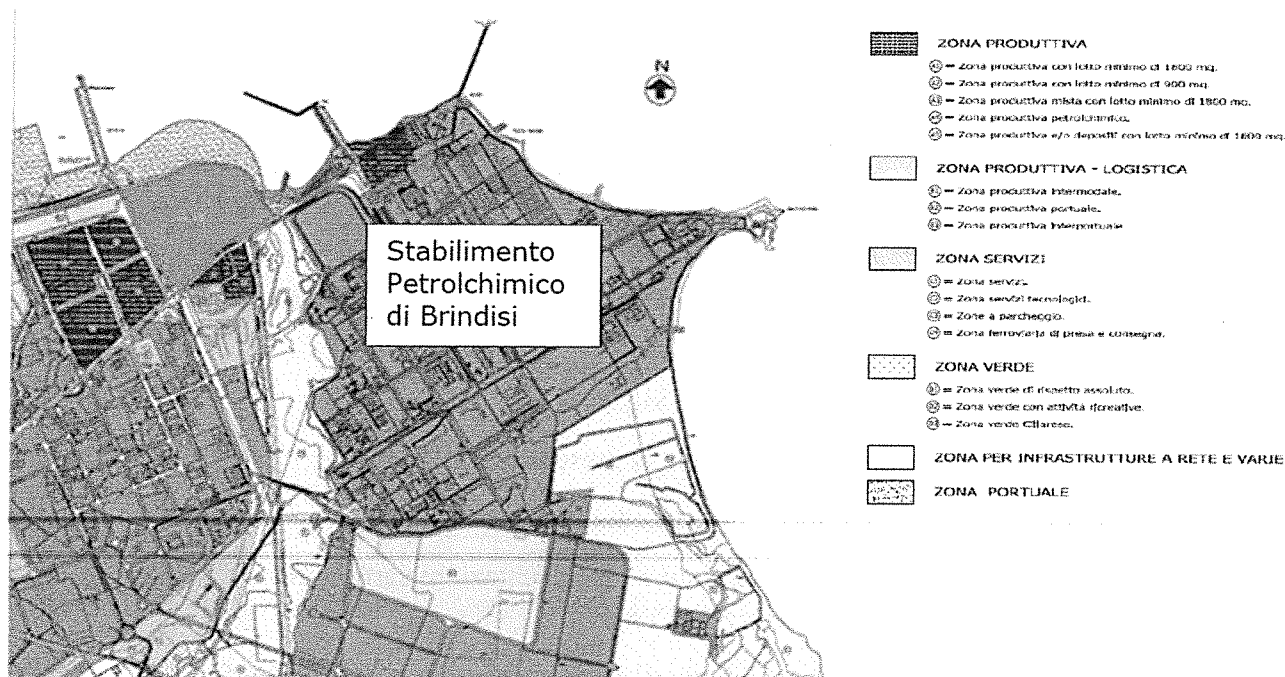 N
Stabilimento
Petrolchimico
di Brindisi
ZONA PRODUTTIVA
= Zona produttiva con lotto minimo di 1600 mq.
= Zona produttiva con lotto minimo di 900 mq.
= Zona produttiva mista con lotto minimo di 1800 mq.
= Zona produttiva petrolchimico.
= Zona produttiva e/o depositi con lotto minimo di 1600 mq.
ZONA PRODUTTIVA - LOGISTICA
= Zona produttiva intermodale.
= Zona produttiva portuale.
= Zona produttiva interportuale
ZONA SERVIZI
= Zona servizi.
= Zona servizi tecnologici.
= Zone a parcheggio.
= Zona ferroviaria di presa e consegna.
ZONA VERDE
= Zona verde di rispetto assoluto.
= Zona verde con attività ricreative.
= Zona verde Cillarese.
ZONA PER INFRASTRUTTURE A RETE E VARIE
ZONA PORTUALE